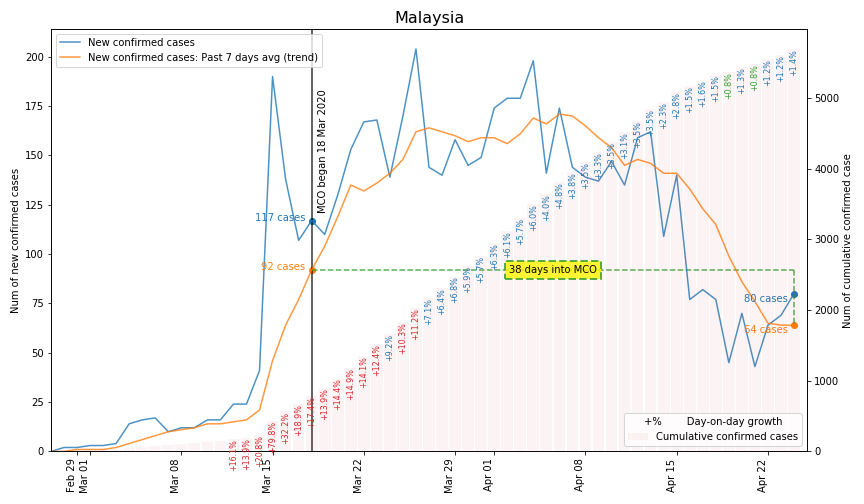 Malaysia
New confirmed cases
New confirmed cases: Past 7 days avg (trend)
Num of new confirmed cases
200
175
150
125
100
75
50
25
0
MCO began 18 Mar 2020
117 cases
92 cases
38 days into MCO
80 cases
64 cases
+16.1%
+13.9%
+20.8%
+79.8%
+32.2%
+18.9%
+17.4%
+13.9%
+14.4%
+14.9%
+14.1%
+12.4%
+9.2%
+10.3%
+11.2%
+7.1%
+6.4%
+6.8%
+5.9%
+5.7%
+6.3%
+6.1%
+5.7%
+6.0%
+4.0%
+4.8%
+3.8%
+3.5%
+3.3%
+3.5%
+3.1%
+3.5%
+3.5%
+2.3%
+2.8%
+1.5%
+1.6%
+1.5%
+0.8%
+1.3%
+0.8%
+1.2%
+1.2%
+1.4%
5000
4000
3000
2000
1000
0
Num of cumulative confirmed case
+% Day-on-day growth
Cumulative confirmed cases
Feb 29
Mar 01
Mar 08
Mar 15
Mar 22
Mar 29
Apr 01
Apr 08
Apr 15
Apr 22